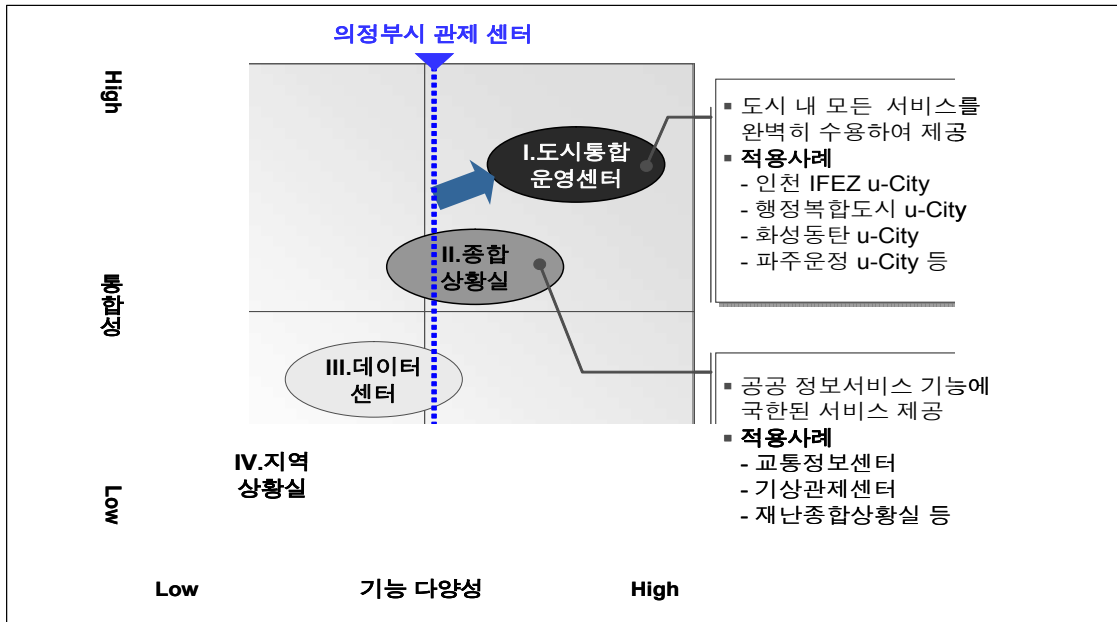 의정부시 관제 센터
High
통합성
Low
I.도시통합
운영센터
II.종합
상황실
III.데이터
센터
IV.지역
상황실
Low
기능 다양성
High
▪ 도시 내 모든 서비스를
완벽히 수용하여 제공
▪ 적용사례
- 인천 IFEZ u-City
- 행정복합도시 u-City
- 화성동탄 u-City
- 파주운정 u-City 등
▪ 공공 정보서비스 기능에
국한된 서비스 제공
▪ 적용사례
- 교통정보센터
- 기상관제센터
- 재난종합상황실 등